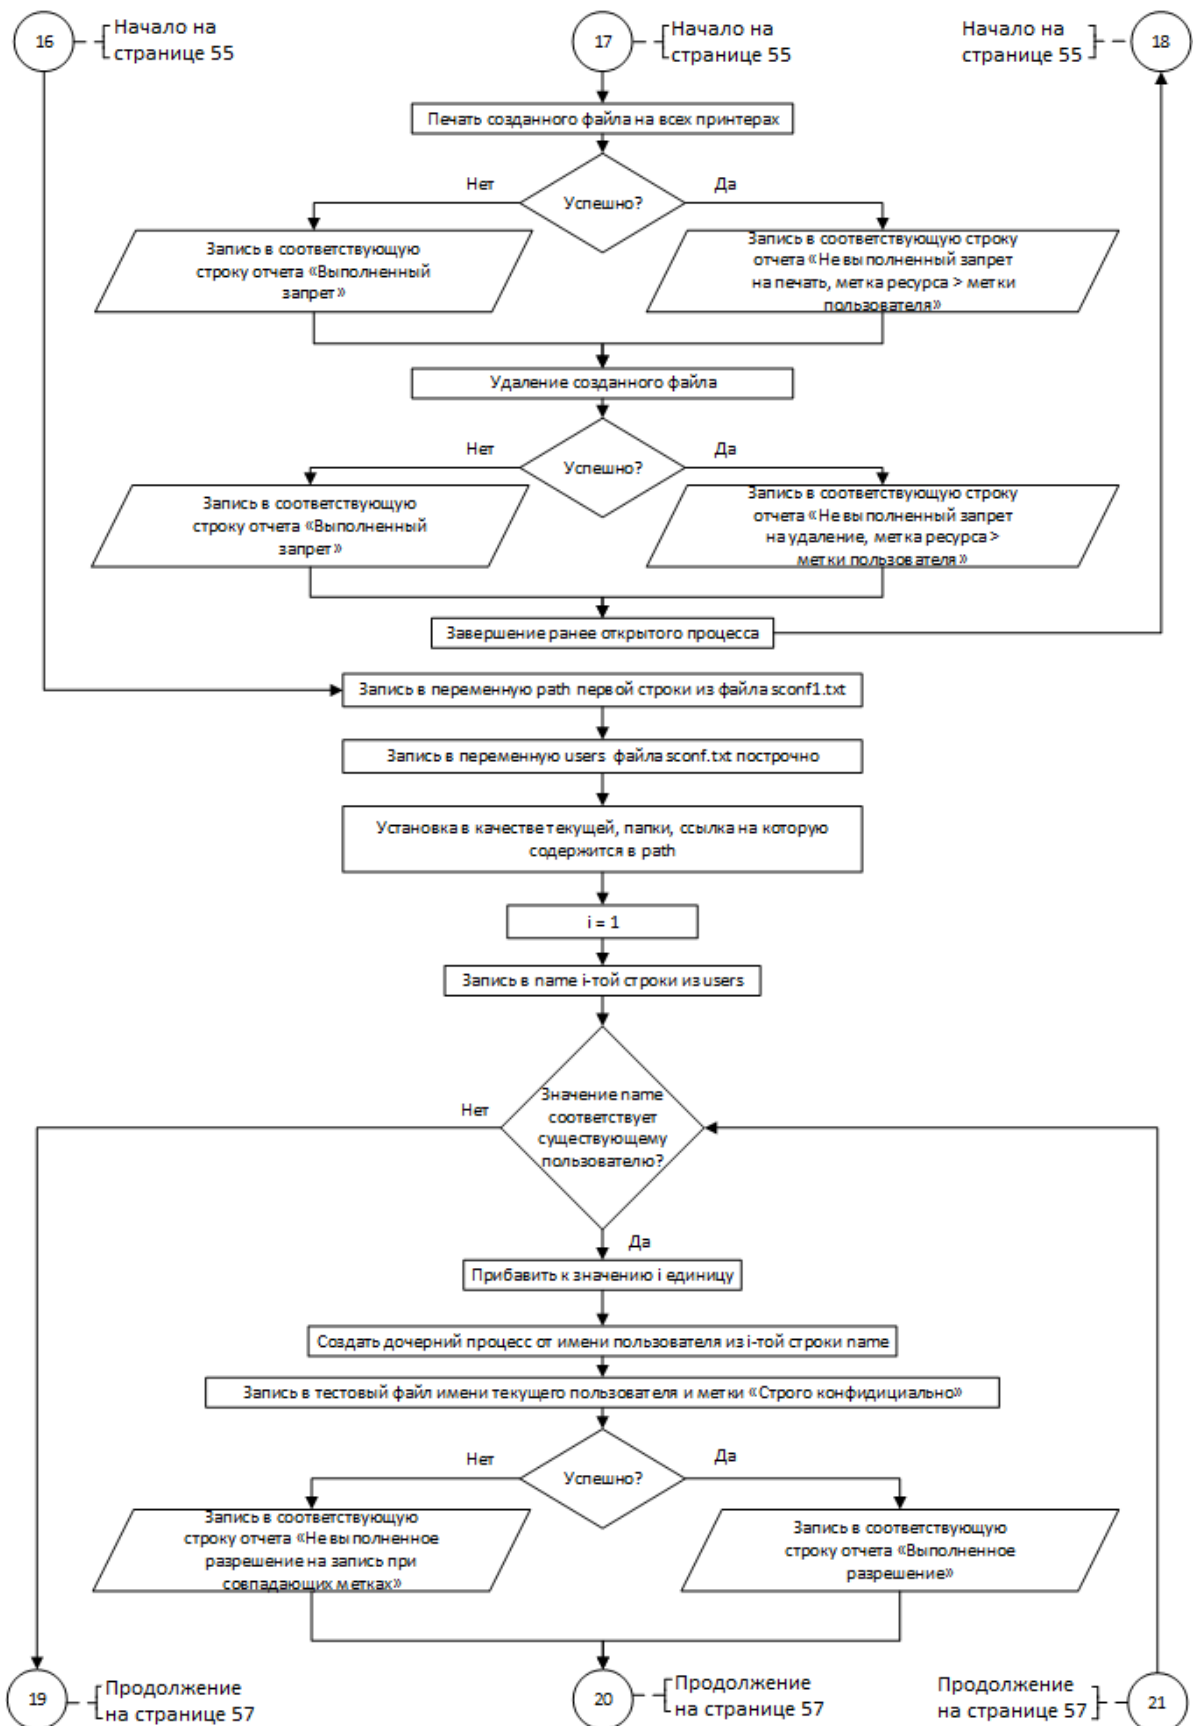 16
Начало на
странице 55
17
Начало на
странице 55
Начало на
странице 55
18
Печать созданного файла на всех принтерах
Нет
Успешно?
Да
Запись в соответствующую
строку отчета «Выполненный
запрет»
Запись в соответствующую строку
отчета «Не выполненный запрет
на печать, метка ресурса > метки
пользователя»
Удаление созданного файла
Нет
Успешно?
Да
Запись в соответствующую
строку отчета «Выполненный
запрет»
Запись в соответствующую строку
отчета «Не выполненный запрет
на удаление, метка ресурса >
метки пользователя»
Завершение ранее открытого процесса
Запись в переменную path первой строки из файла sconf1.txt
Запись в переменную users файла sconf.txt построчно
Установка в качестве текущей, папки, ссылка на которую
содержится в path
i = 1
Запись в name i-той строки из users
Нет
Значение name
соответствует
существующему
пользователю?
Да
Прибавить к значению i единицу
Создать дочерний процесс от имени пользователя из i-той строки name
Запись в тестовый файл имени текущего пользователя и метки «Строго конфидициально»
Нет
Успешно?
Да
Запись в соответствующую
строку отчета «Не выполненное
разрешение на запись при
совпадающих метках»
Запись в соответствующую
строку отчета «Выполненное
разрешение»
19
Продолжение
на странице 57
20
Продолжение
на странице 57
Продолжение
на странице 57
21